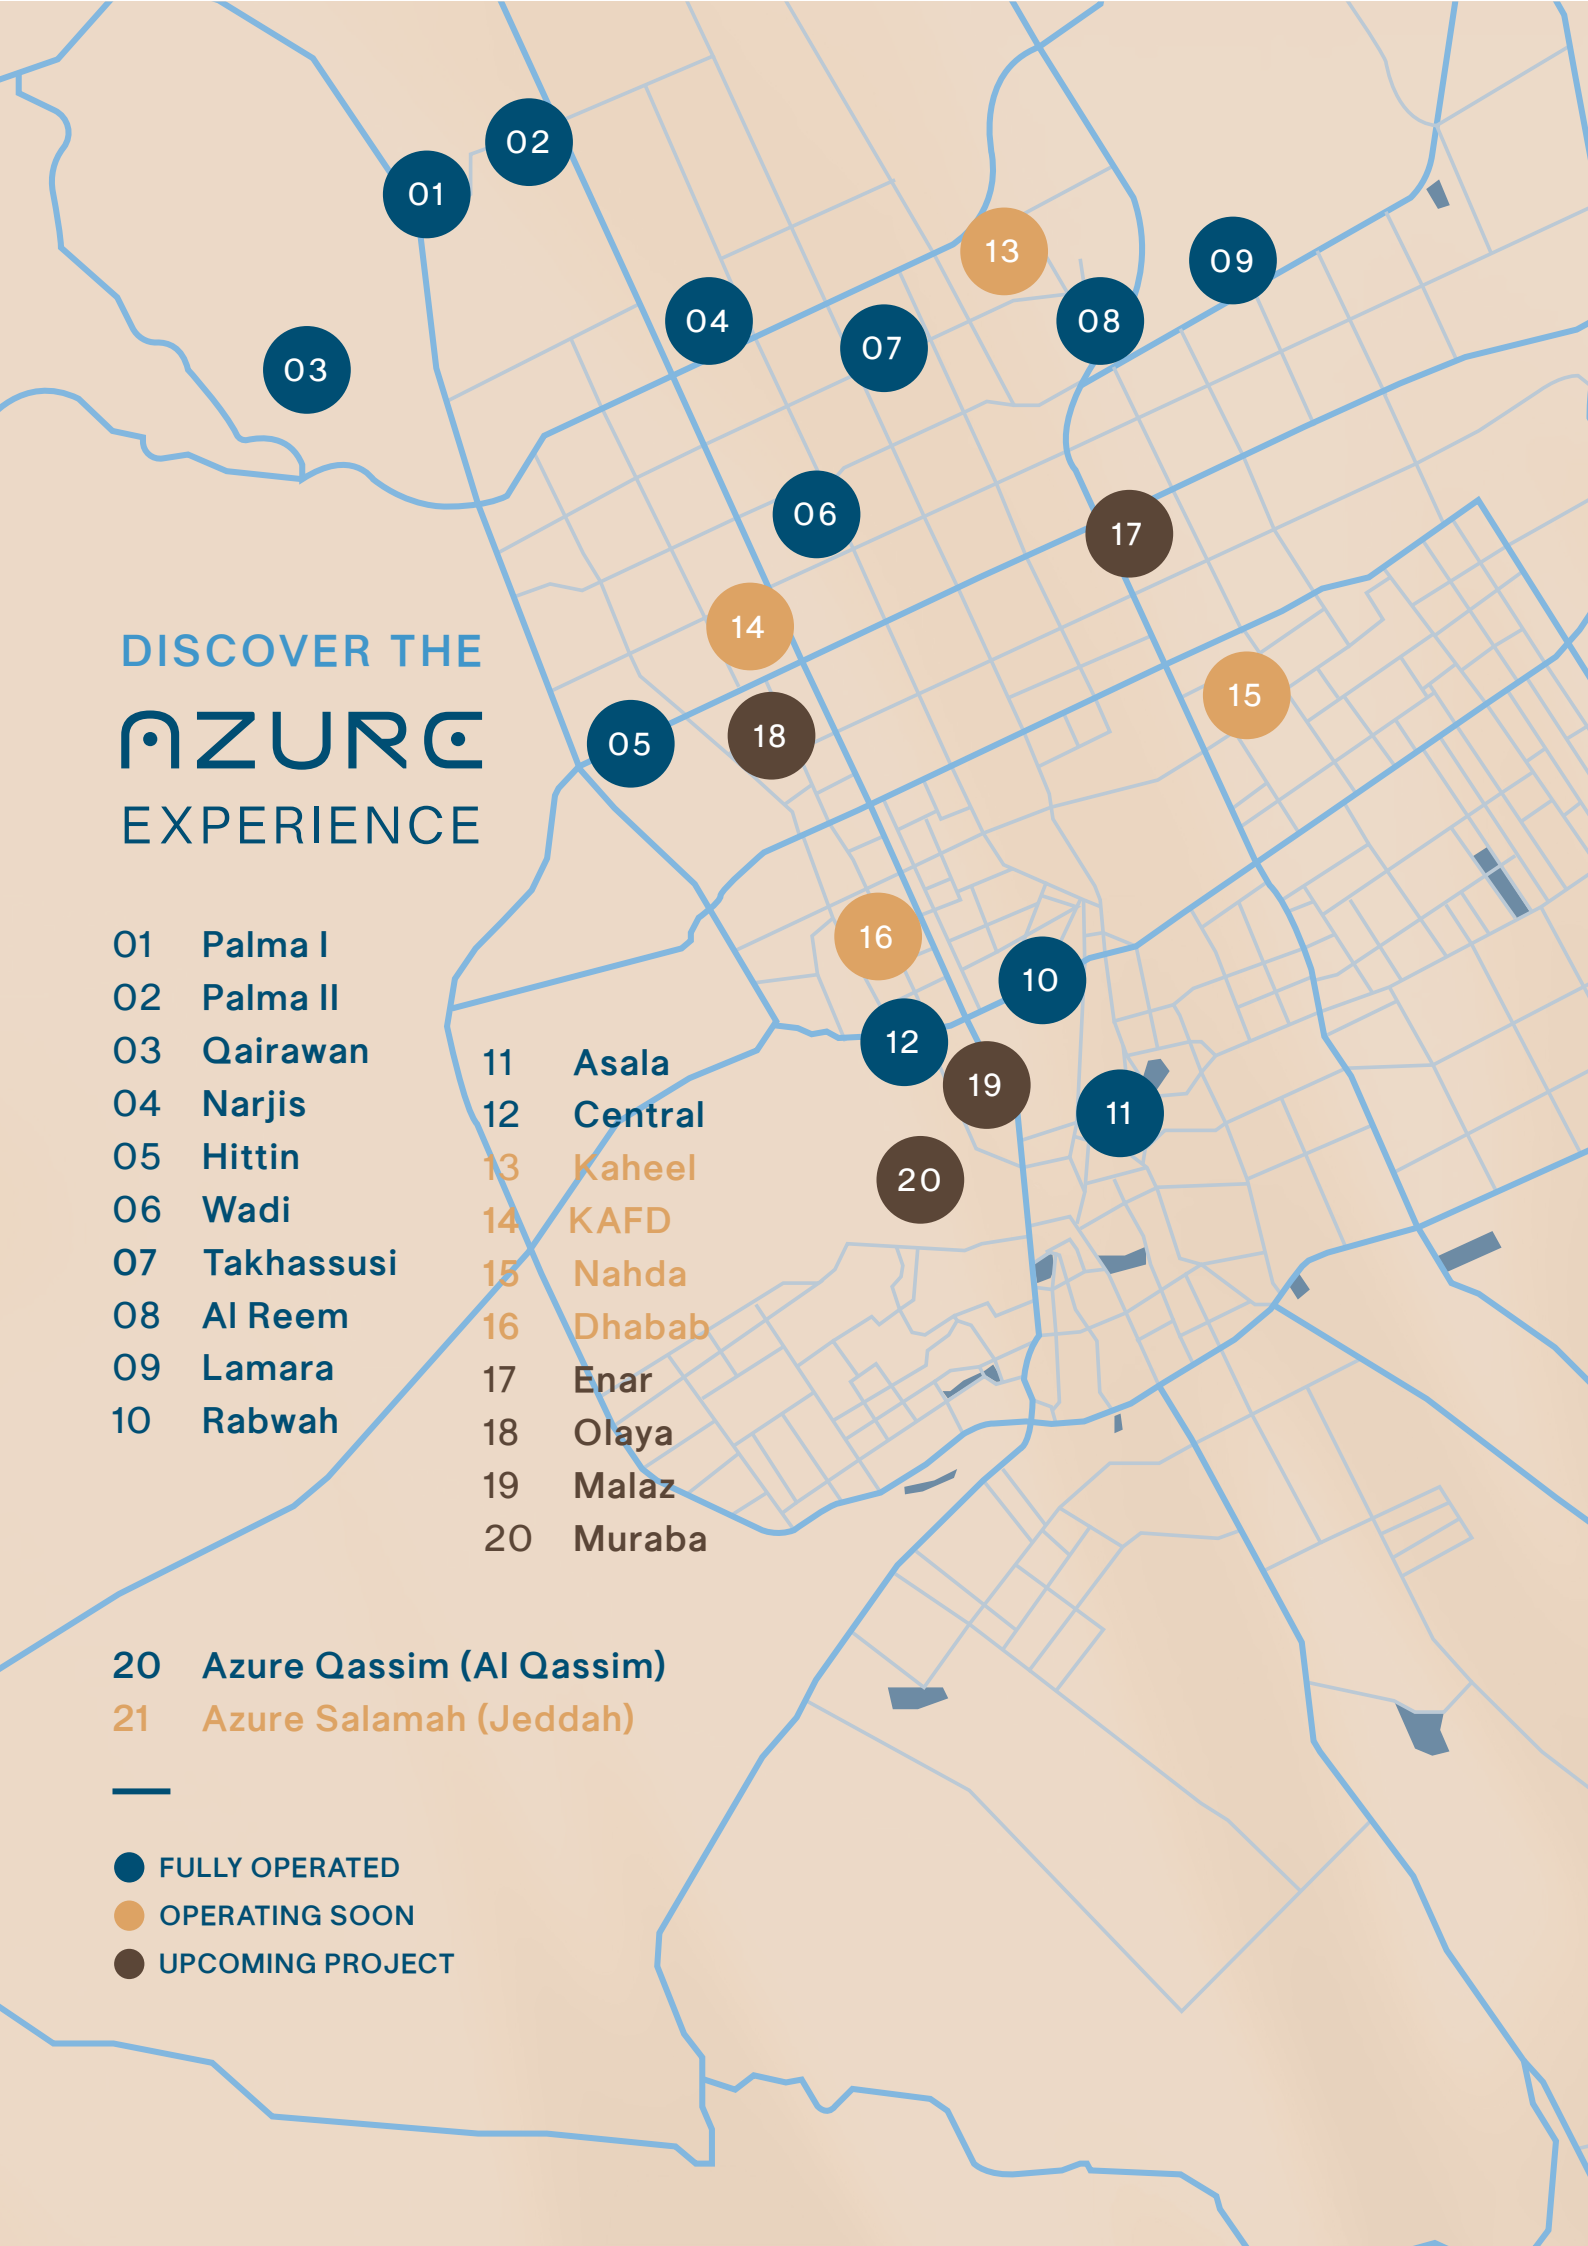 02
01
13
09
04
08
07
03
06
17
14
15
18
05
16
10
12
19
11
20
DISCOVER THE
AZURE
EXPERIENCE
01 Palma I
02 Palma II
03 Qairawan
04 Narjis
05 Hittin
06 Wadi
07 Takhassusi
08 Al Reem
09 Lamara
10 Rabwah
11 Asala
12 Central
13 Kaheel
14 KAFD
15 Nahda
16 Dhabab
17 Enar
18 Olaya
19 Malaz
20 Muraba
20 Azure Qassim (Al Qassim)
21 Azure Salamah (Jeddah)
FULLY OPERATED
OPERATING SOON
UPCOMING PROJECT